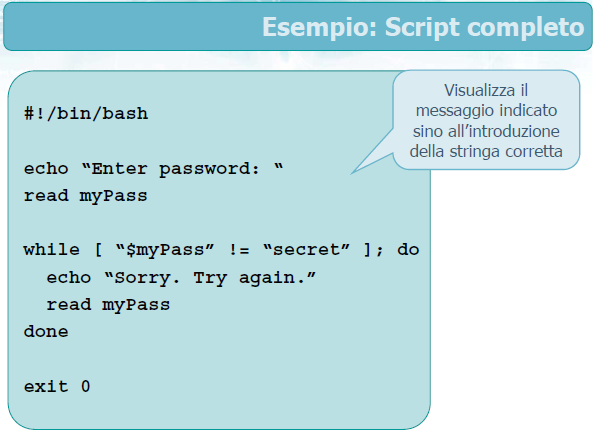 Esempio: Script completo
#!/bin/bash
Visualizza il
messaggio indicato
sino all’introduzione
della stringa corretta
echo “Enter password: “
read myPass
while [ “$myPass” != “secret” ]; do
echo “Sorry. Try again.”
read myPass
done
exit 0